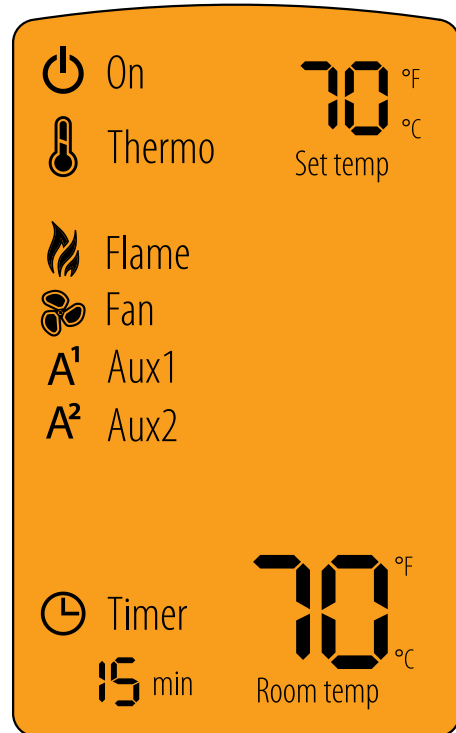 On
70 °F
°C
Thermo
Set temp
Flame
Fan
A¹ Aux1
A² Aux2
70 °F
°C
Timer
15 min
Room temp